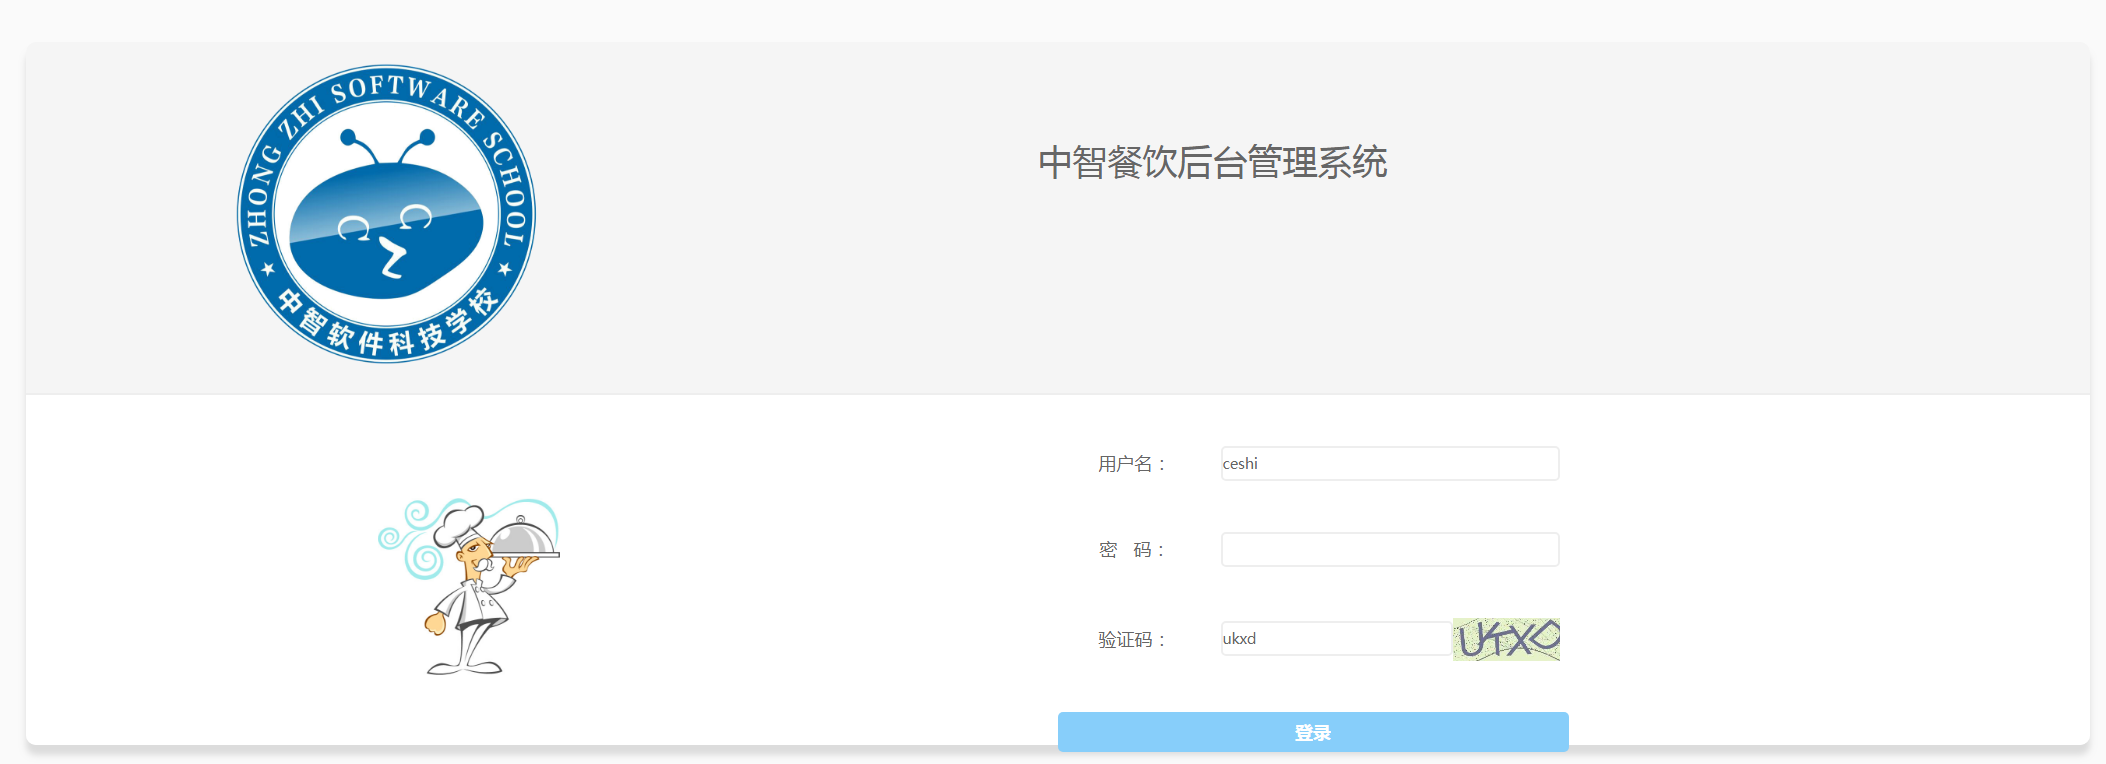 ZHONG ZHI SOFTWARE SCHOOL
中智软件科技学校
中智餐饮后台管理系统
用户名： ceshi
密 码：
验证码： ukxd UKXD
登录